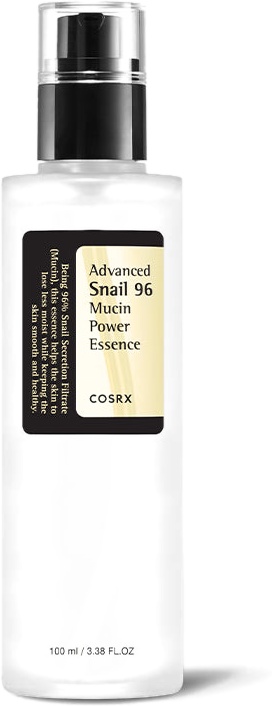 Advanced
Snail 96
Mucin
Power
Essence
COSRX
Being 96% Snail Secretion Filtrate
(Mucin), this essence helps the skin to
lose less moist while keeping the
skin smooth and healthy.
100 ml / 3.38 FL.OZ